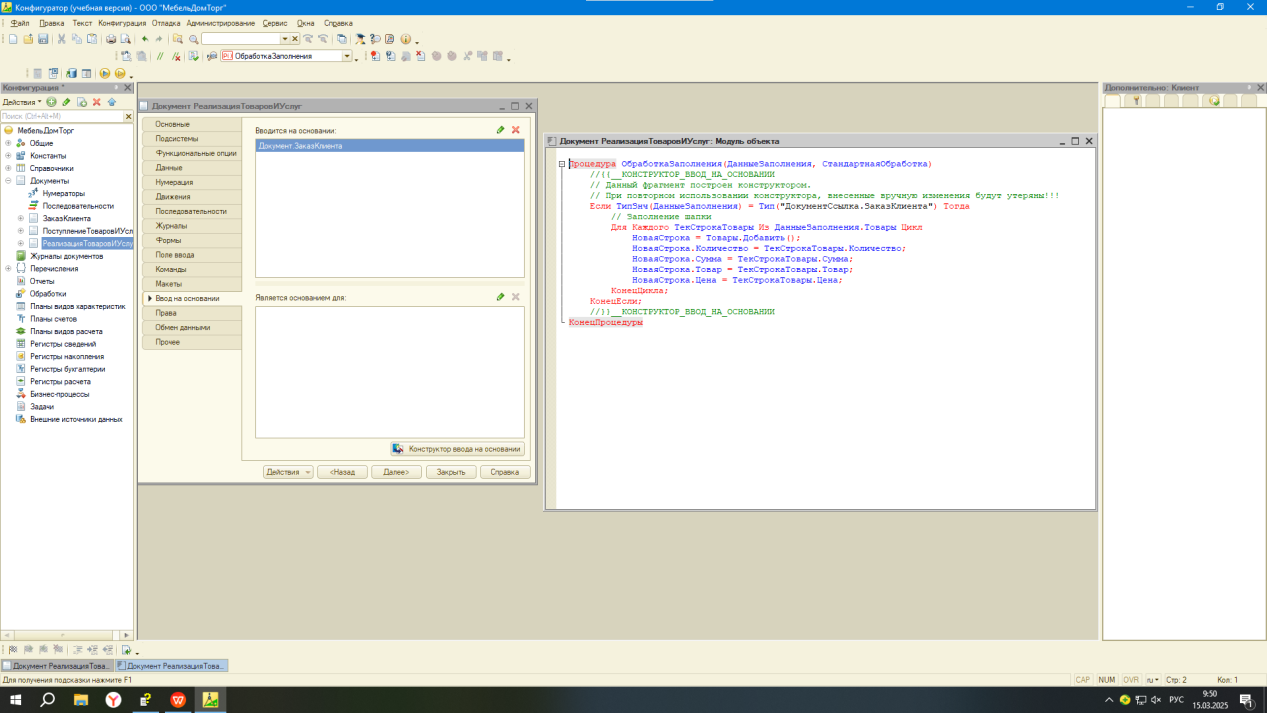 Конфигуратор (учебная версия) - ООО "МебельДомТорг"
Файл Правка Текст Конфигурация Отладка Администрирование Сервис Окна Справка
ОбработкаЗаполнения
Конфигурация *
Действия
Поиск (Ctrl+Alt+M)
МебельДомТорг
Общие
Константы
Справочники
Документы
Нумераторы
Последовательности
ЗаказКлиента
ПоступлениеТоваровИУсл
РеализацияТоваровИУслу
Журналы документов
Перечисления
Отчеты
Обработки
Планы видов характеристик
Планы счетов
Планы видов расчета
Регистры сведений
Регистры накопления
Регистры бухгалтерии
Регистры расчета
Бизнес-процессы
Задачи
Внешние источники данных
Документ РеализацияТоваровИУслуг
Основные
Подсистемы
Функциональные опции
Данные
Нумерация
Движения
Последовательности
Журналы
Формы
Поле ввода
Команды
Макеты
Ввод на основании
Права
Обмен данными
Прочее
Вводится на основании:
Документ.ЗаказКлиента
Является основанием для:
Конструктор ввода на основании
Действия <Назад Далее> Закрыть Справка
Документ РеализацияТоваровИУслуг: Модуль объекта
Процедура ОбработкаЗаполнения(ДанныеЗаполнения, СтандартнаяОбработка)
//{{__КОНСТРУКТОР_ВВОД_НА_ОСНОВАНИИ
// Данный фрагмент построен конструктором.
// При повторном использовании конструктора, внесенные вручную изменения будут утеряны!!!
Если ТипЗнч(ДанныеЗаполнения) = Тип("ДокументСсылка.ЗаказКлиента") Тогда
// Заполнение шапки
Для Каждого ТекСтрокаТовары Из ДанныеЗаполнения.Товары Цикл
НоваяСтрока = Товары.Добавить();
НоваяСтрока.Количество = ТекСтрокаТовары.Количество;
НоваяСтрока.Сумма = ТекСтрокаТовары.Сумма;
НоваяСтрока.Товар = ТекСтрокаТовары.Товар;
НоваяСтрока.Цена = ТекСтрокаТовары.Цена;
КонецЦикла;
КонецЕсли;
//}}__КОНСТРУКТОР_ВВОД_НА_ОСНОВАНИИ
КонецПроцедуры
Дополнительно: Клиент
Документ РеализацияТова... Документ РеализацияТова...
Для получения подсказки нажмите F1
CAP NUM OVR ru Стр: 2 Кол: 1
РУС
9:50
15.03.2025